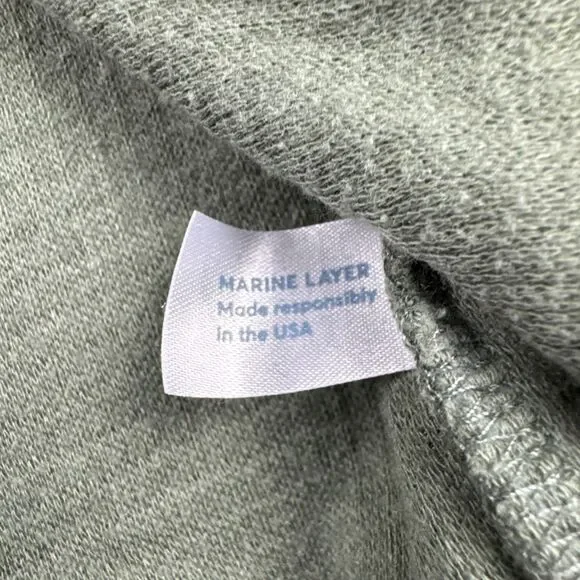 MARINE LAYER
Made responsibly
in the USA